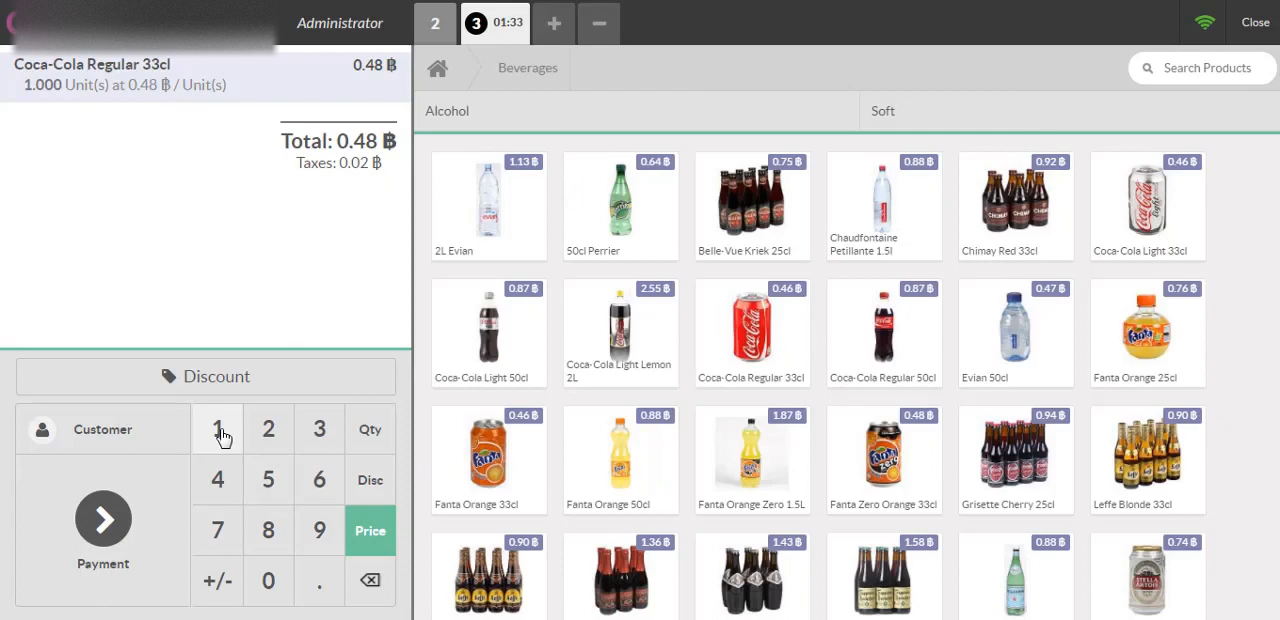 Administrator
2
3 01:33
Close
Coca-Cola Regular 33cl 0.48 ฿
1.000 Unit(s) at 0.48 ฿ / Unit(s)
Total: 0.48 ฿
Taxes: 0.02 ฿
Beverages
Search Products
Alcohol
Soft
1.13 ฿
2L Evian
0.64 ฿
50cl Perrier
0.75 ฿
Belle-Vue Kriek 25cl
0.88 ฿
Chaudfontaine
Petillante 1.5l
0.92 ฿
Chimay Red 33cl
0.46 ฿
Coca-Cola Light 33cl
0.87 ฿
Coca-Cola Light 50cl
2.55 ฿
Coca-Cola Light Lemon
2L
0.46 ฿
Coca-Cola Regular 33cl
0.87 ฿
Coca-Cola Regular 50cl
0.47 ฿
Evian 50cl
0.76 ฿
Fanta Orange 25cl
0.46 ฿
Fanta Orange 33cl
0.88 ฿
Fanta Orange 50cl
1.87 ฿
Fanta Orange Zero 1.5L
0.48 ฿
Fanta Zero Orange 33cl
0.94 ฿
Grisette Cherry 25cl
0.90 ฿
Leffe Blonde 33cl
0.90 ฿
1.36 ฿
1.43 ฿
1.58 ฿
0.88 ฿
0.74 ฿
Discount
Customer
1 2 3 Qty
4 5 6 Disc
7 8 9 Price
+/- 0 .
Payment